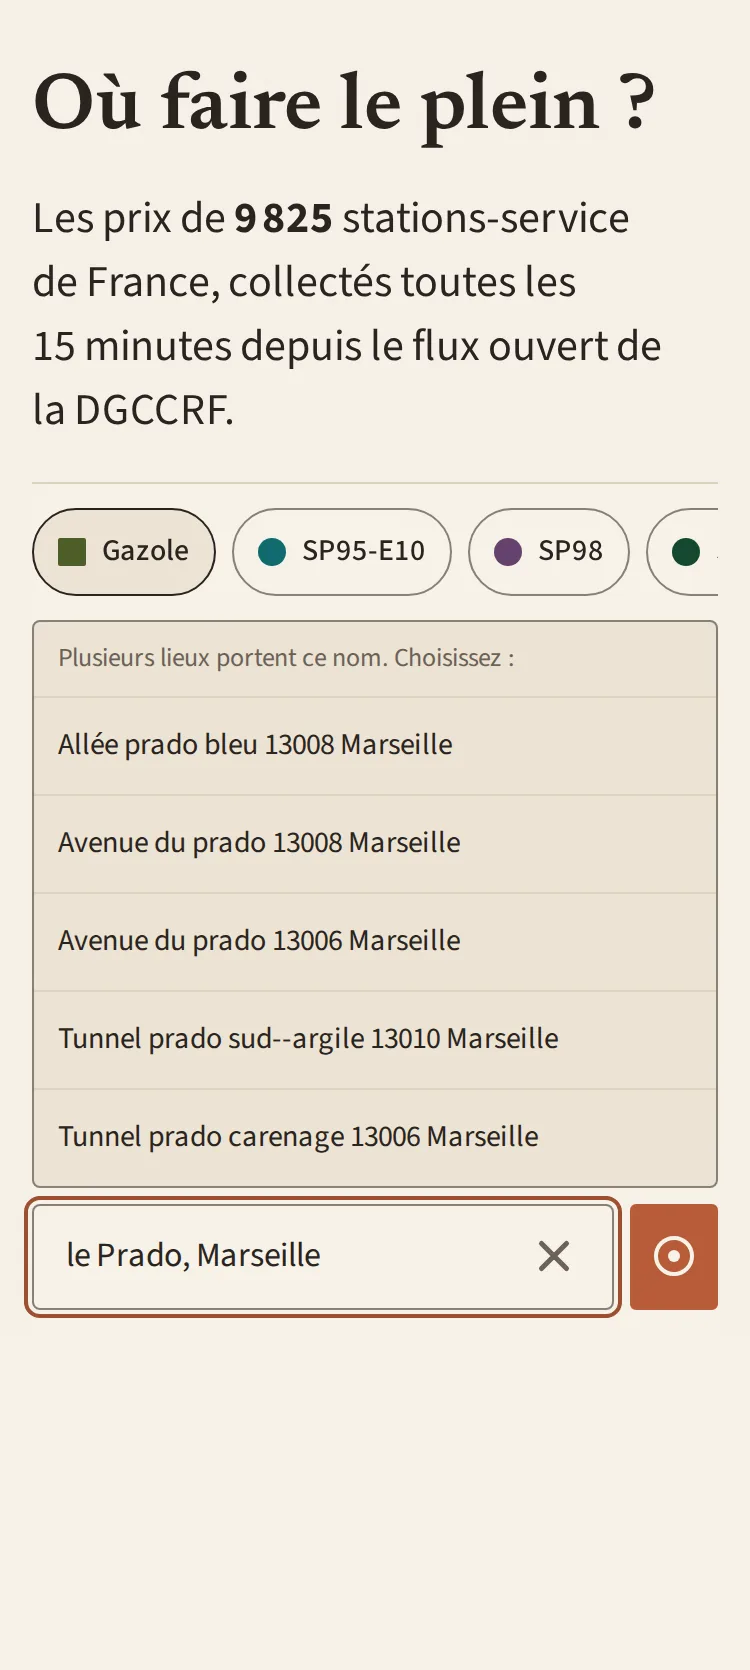 Où faire le plein ?
Les prix de 9 825 stations-service
de France, collectés toutes les
15 minutes depuis le flux ouvert de
la DGCCRF.
Gazole
SP95-E10
SP98
Plusieurs lieux portent ce nom. Choisissez :
Allée prado bleu 13008 Marseille
Avenue du prado 13008 Marseille
Avenue du prado 13006 Marseille
Tunnel prado sud--argile 13010 Marseille
Tunnel prado carenage 13006 Marseille
le Prado, Marseille